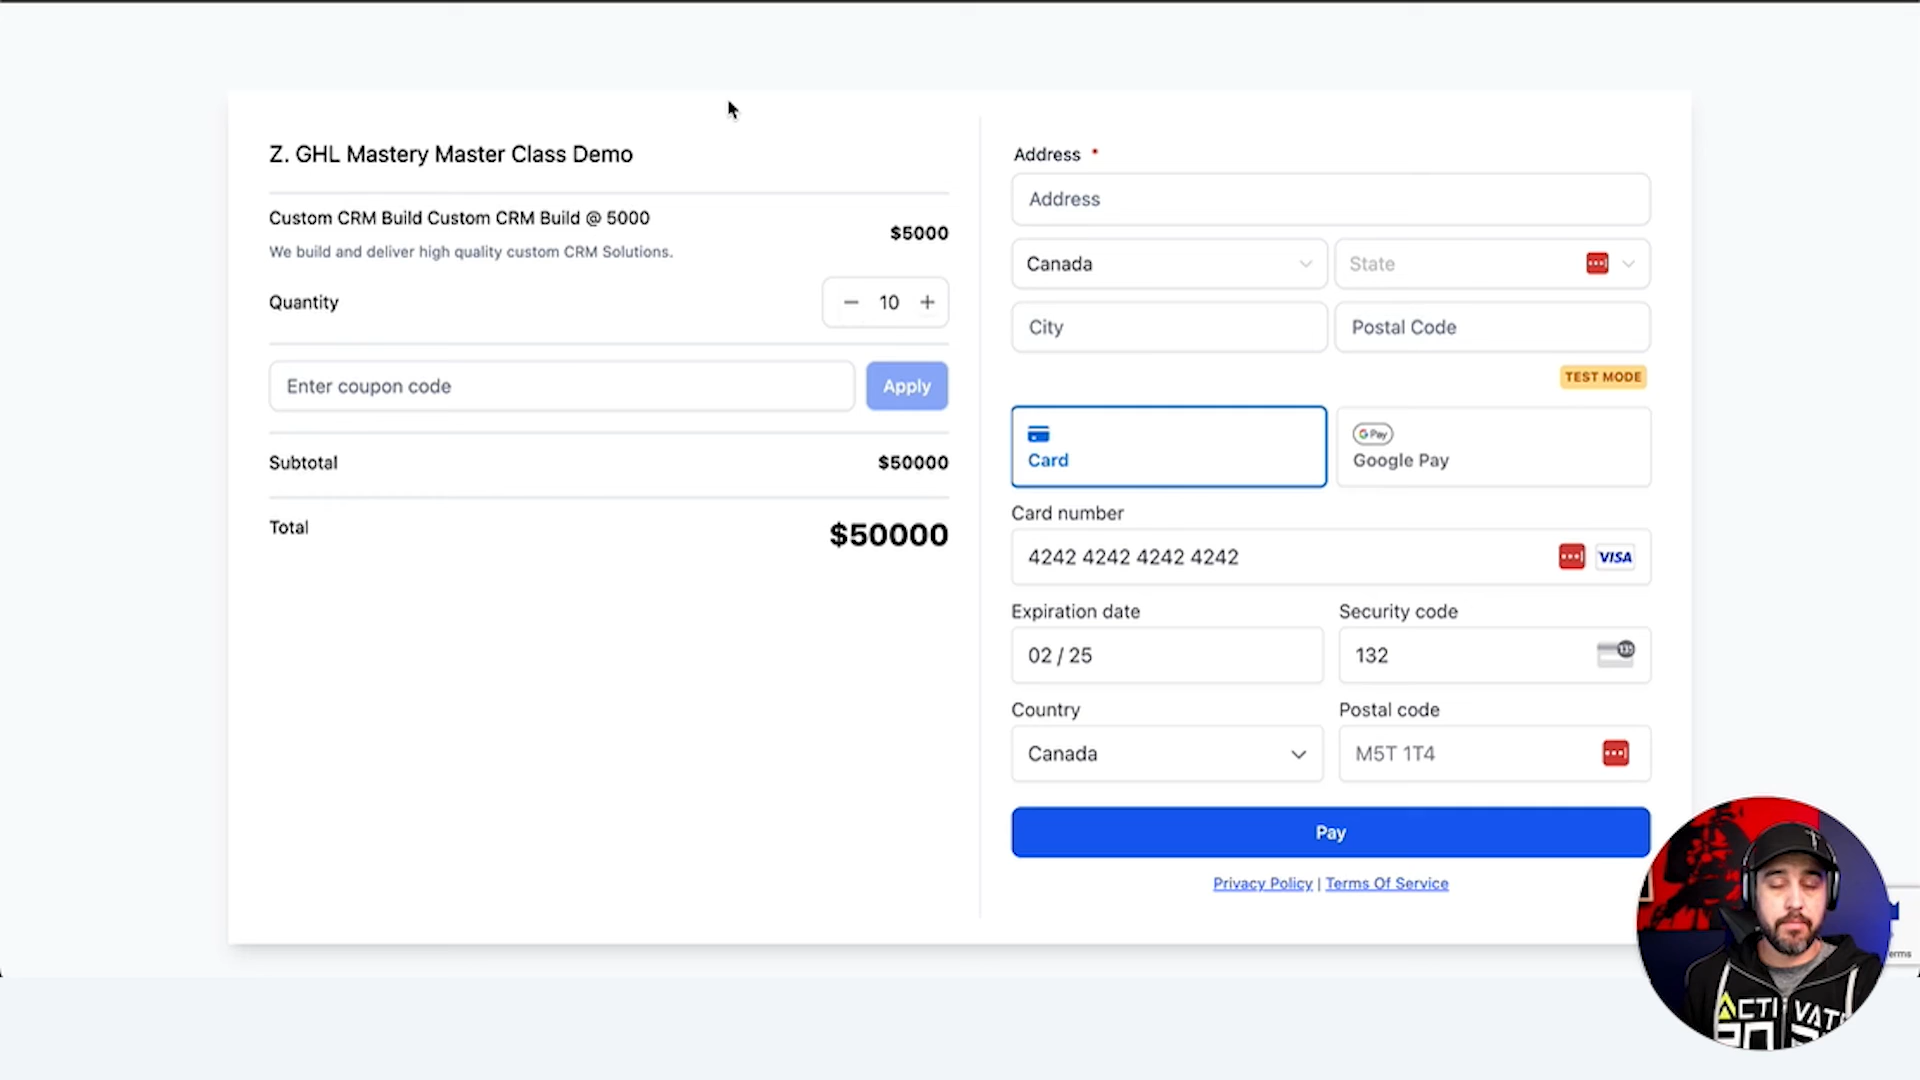 Z. GHL Mastery Master Class Demo
Custom CRM Build Custom CRM Build @ 5000
$5000
We build and deliver high quality custom CRM Solutions.
Quantity
10
Enter coupon code
Apply
Subtotal
$50000
Total
$50000
Address *
Address
Canada
State
City
Postal Code
TEST MODE
Card
G Pay
Google Pay
Card number
4242 4242 4242 4242
VISA
Expiration date
Security code
02 / 25
132
135
Country
Postal code
Canada
M5T 1T4
Pay
Privacy Policy | Terms Of Service
erms